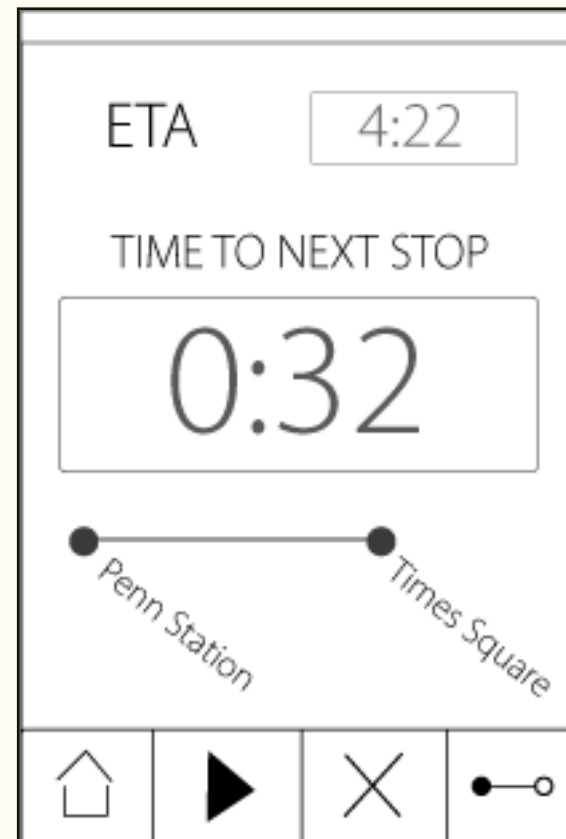 ETA
4:22
TIME TO NEXT STOP
0:32
Penn Station
Times Square